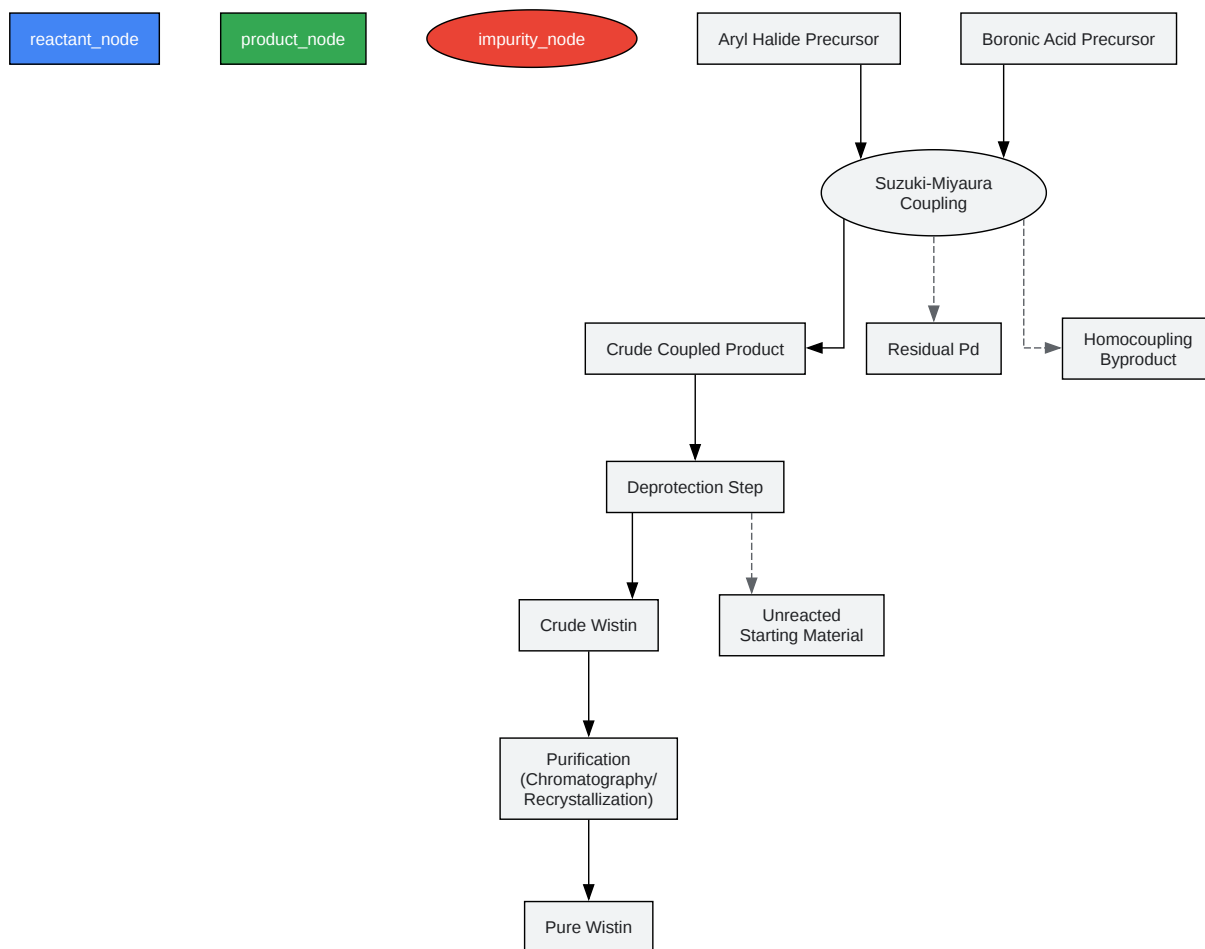 reactant_node
product_node
impurity_node
Aryl Halide Precursor
Boronic Acid Precursor
Suzuki-Miyaura
Coupling
Crude Coupled Product
Residual Pd
Homocoupling
Byproduct
Deprotection Step
Crude Wistin
Unreacted
Starting Material
Purification
(Chromatography/
Recrystallization)
Pure Wistin